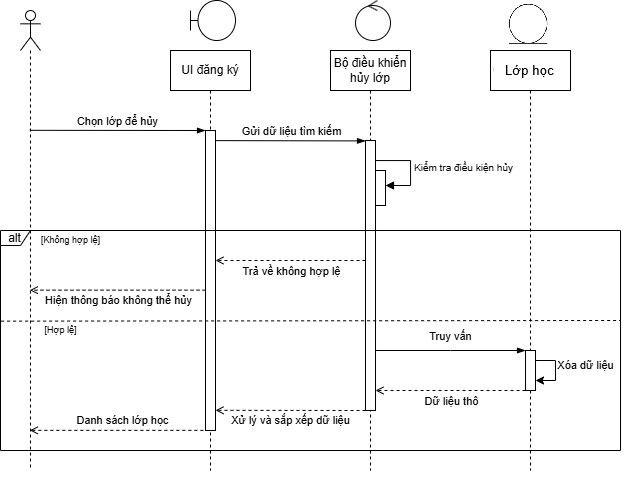 UI đăng ký
Bộ điều khiển
hủy lớp
Lớp học
Chọn lớp để hủy
Gửi dữ liệu tìm kiếm
Kiểm tra điều kiện hủy
alt
[Không hợp lệ]
Trả về không hợp lệ
Hiện thông báo không thể hủy
[Hợp lệ]
Truy vấn
Xóa dữ liệu
Dữ liệu thô
Xử lý và sắp xếp dữ liệu
Danh sách lớp học